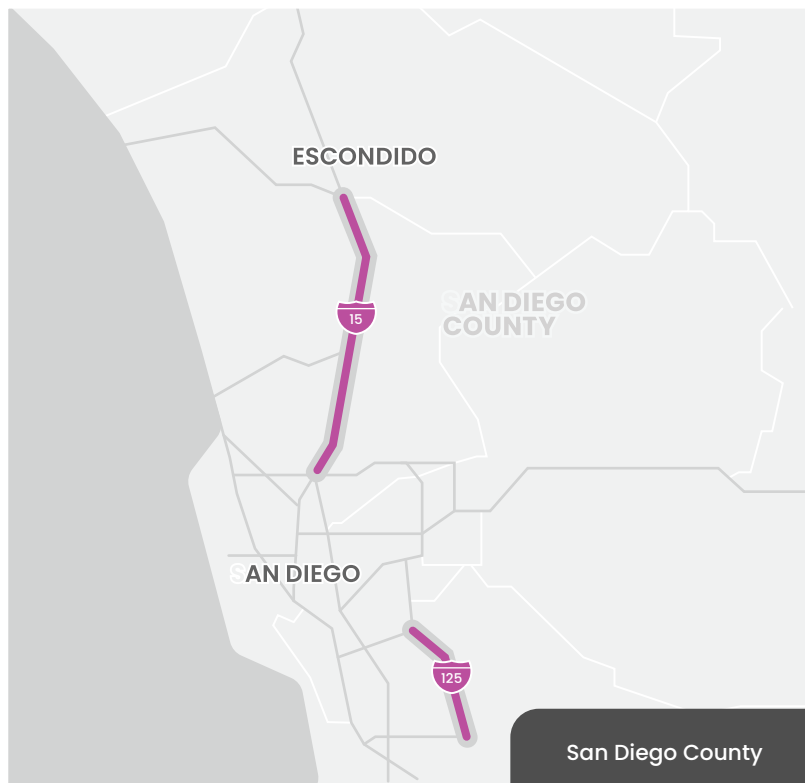 ESCONDIDO
SAN DIEGO
COUNTY
15
SAN DIEGO
125
San Diego County